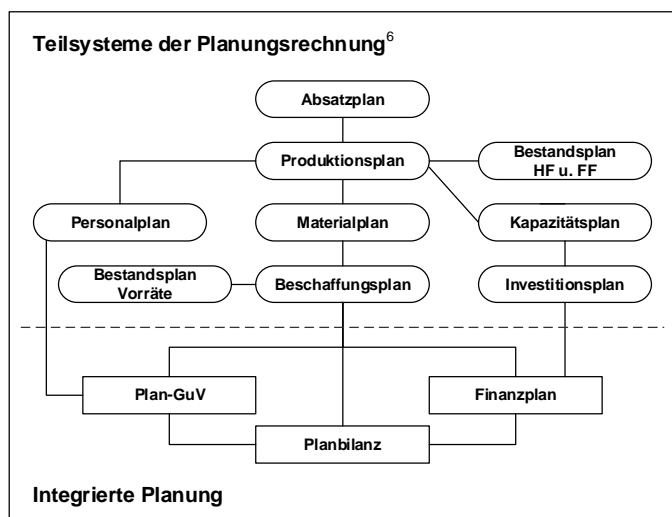 Teilsysteme der Planungsrechnung⁶
Absatzplan
Produktionsplan
Bestandsplan
HF u. FF
Personalplan
Materialplan
Kapazitätsplan
Bestandsplan
Vorräte
Beschaffungsplan
Investitionsplan
Plan-GuV
Finanzplan
Planbilanz
Integrierte Planung